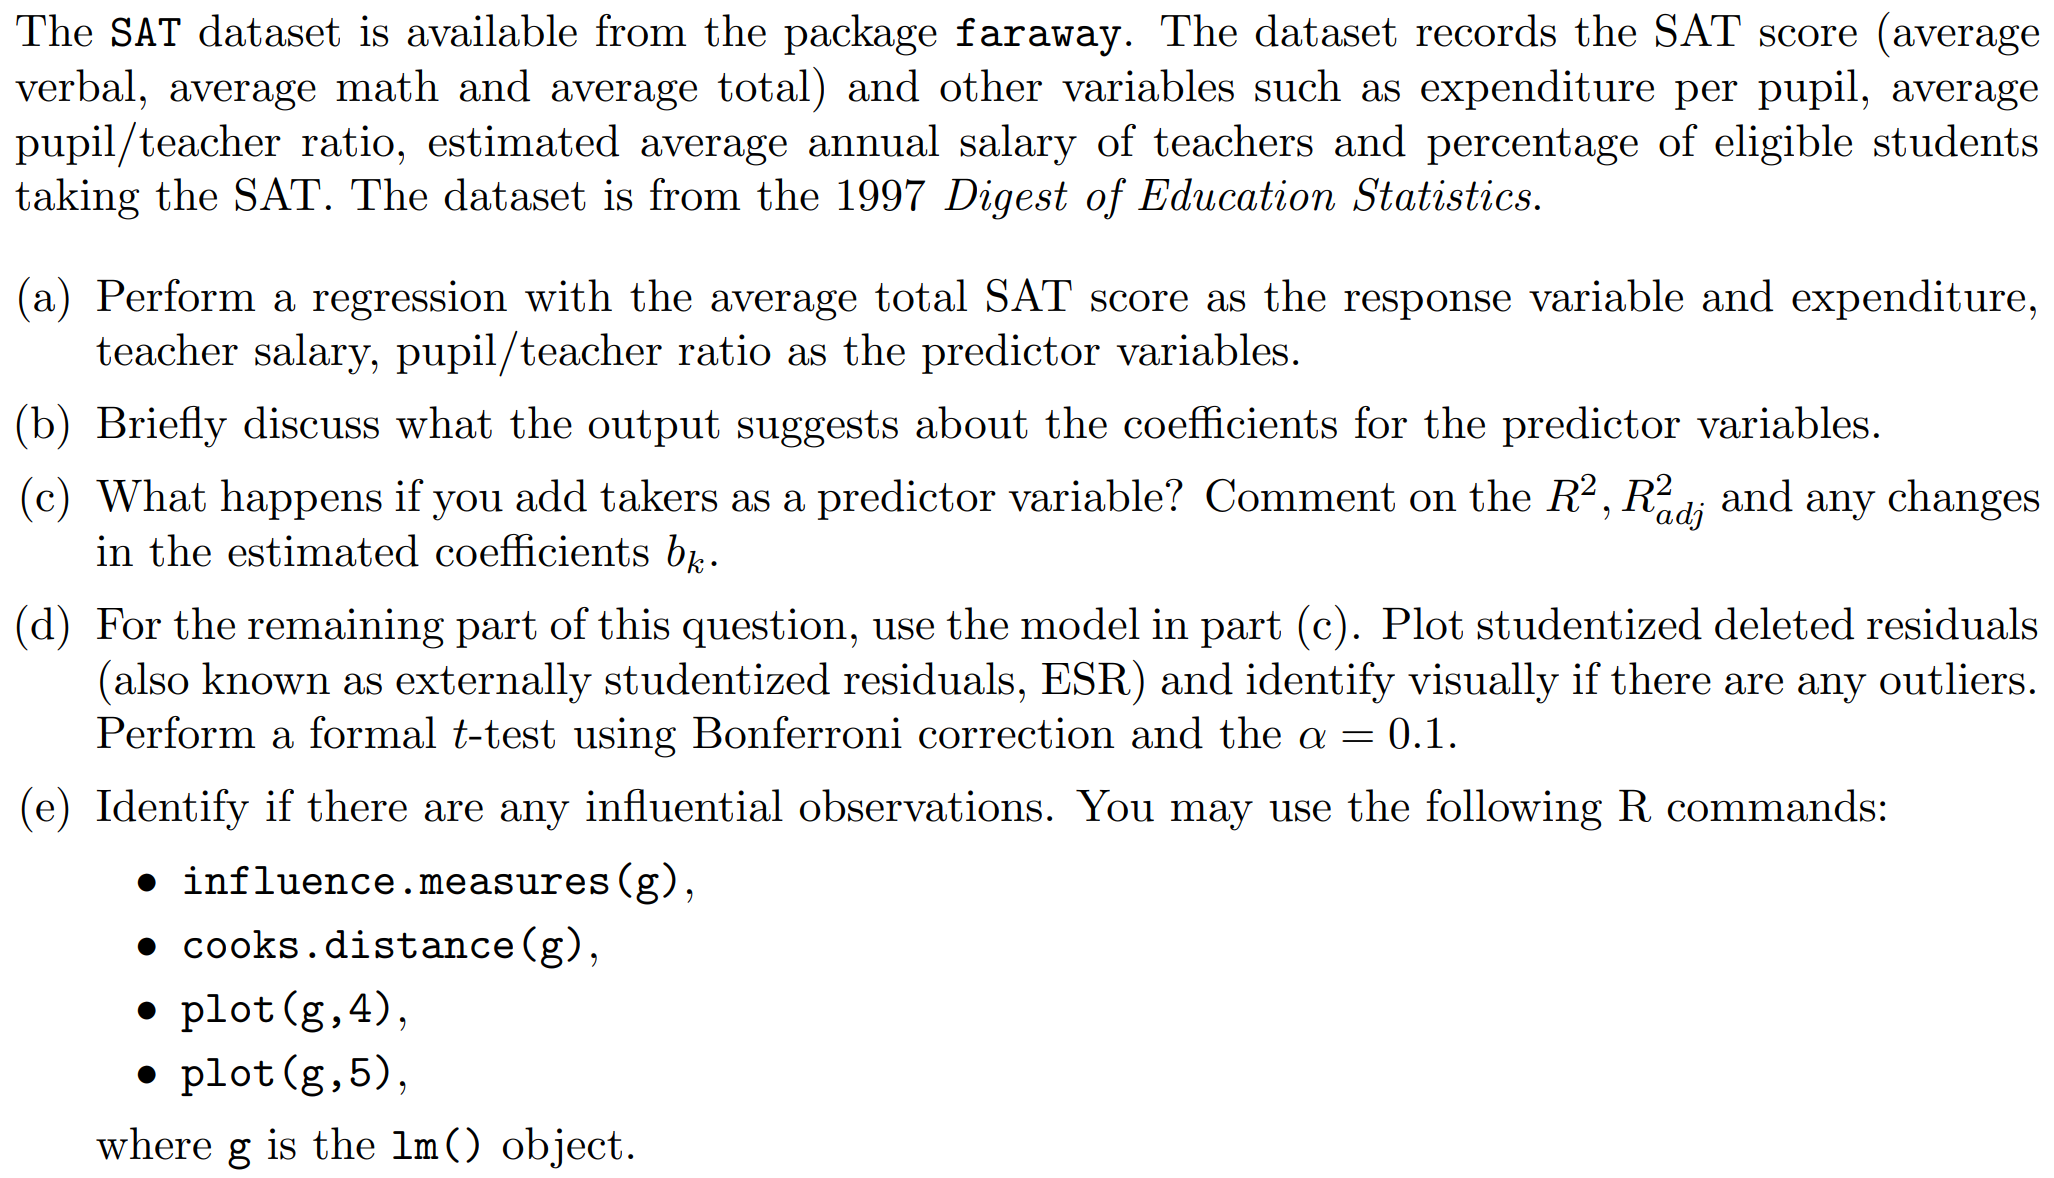 The SAT dataset is available from the package faraway. The dataset records the SAT score (average
verbal, average math and average total) and other variables such as expenditure per pupil, average
pupil/teacher ratio, estimated average annual salary of teachers and percentage of eligible students
taking the SAT. The dataset is from the 1997 Digest of Education Statistics.
(a) Perform a regression with the average total SAT score as the response variable and expenditure,
teacher salary, pupil/teacher ratio as the predictor variables.
(b) Briefly discuss what the output suggests about the coefficients for the predictor variables.
(c) What happens if you add takers as a predictor variable? Comment on the $R^2, R^2_{adj}$ and any changes
in the estimated coefficients $b_k$.
(d) For the remaining part of this question, use the model in part (c). Plot studentized deleted residuals
(also known as externally studentized residuals, ESR) and identify visually if there are any outliers.
Perform a formal $t$-test using Bonferroni correction and the $\alpha = 0.1$.
(e) Identify if there are any influential observations. You may use the following R commands:
• influence.measures(g),
• cooks.distance(g),
• plot(g,4),
• plot(g,5),
where g is the lm() object.